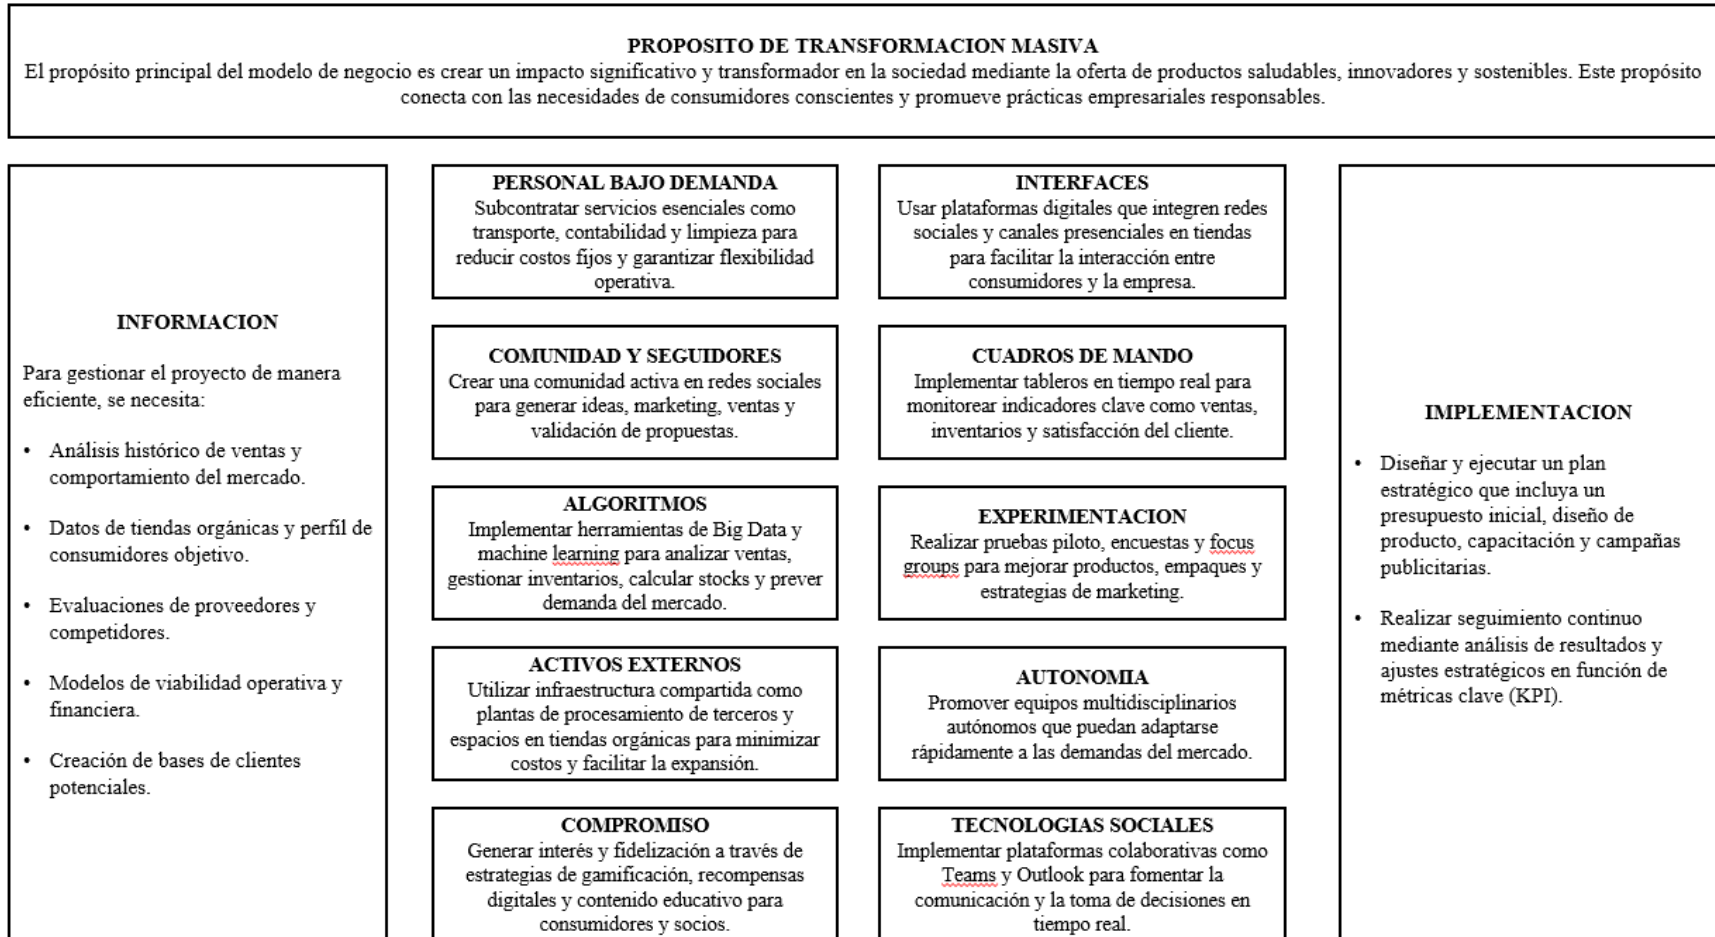 PROPOSITO DE TRANSFORMACION MASIVA
El propósito principal del modelo de negocio es crear un impacto significativo y transformador en la sociedad mediante la oferta de productos saludables, innovadores y sostenibles. Este propósito
conecta con las necesidades de consumidores conscientes y promueve prácticas empresariales responsables.
INFORMACION
Para gestionar el proyecto de manera
eficiente, se necesita:
• Análisis histórico de ventas y
comportamiento del mercado.
• Datos de tiendas orgánicas y perfil de
consumidores objetivo.
• Evaluaciones de proveedores y
competidores.
• Modelos de viabilidad operativa y
financiera.
• Creación de bases de clientes
potenciales.
PERSONAL BAJO DEMANDA
Subcontratar servicios esenciales como
transporte, contabilidad y limpieza para
reducir costos fijos y garantizar flexibilidad
operativa.
COMUNIDAD Y SEGUIDORES
Crear una comunidad activa en redes sociales
para generar ideas, marketing, ventas y
validación de propuestas.
ALGORITMOS
Implementar herramientas de Big Data y
machine learning para analizar ventas,
gestionar inventarios, calcular stocks y prever
demanda del mercado.
ACTIVOS EXTERNOS
Utilizar infraestructura compartida como
plantas de procesamiento de terceros y
espacios en tiendas orgánicas para minimizar
costos y facilitar la expansión.
COMPROMISO
Generar interés y fidelización a través de
estrategias de gamificación, recompensas
digitales y contenido educativo para
consumidores y socios.
INTERFACES
Usar plataformas digitales que integren redes
sociales y canales presenciales en tiendas
para facilitar la interacción entre
consumidores y la empresa.
CUADROS DE MANDO
Implementar tableros en tiempo real para
monitorear indicadores clave como ventas,
inventarios y satisfacción del cliente.
EXPERIMENTACION
Realizar pruebas piloto, encuestas y focus
groups para mejorar productos, empaques y
estrategias de marketing.
AUTONOMIA
Promover equipos multidisciplinarios
autónomos que puedan adaptarse
rápidamente a las demandas del mercado.
TECNOLOGIAS SOCIALES
Implementar plataformas colaborativas como
Teams y Outlook para fomentar la
comunicación y la toma de decisiones en
tiempo real.
IMPLEMENTACION
• Diseñar y ejecutar un plan
estratégico que incluya un
presupuesto inicial, diseño de
producto, capacitación y campañas
publicitarias.
• Realizar seguimiento continuo
mediante análisis de resultados y
ajustes estratégicos en función de
métricas clave (KPI).